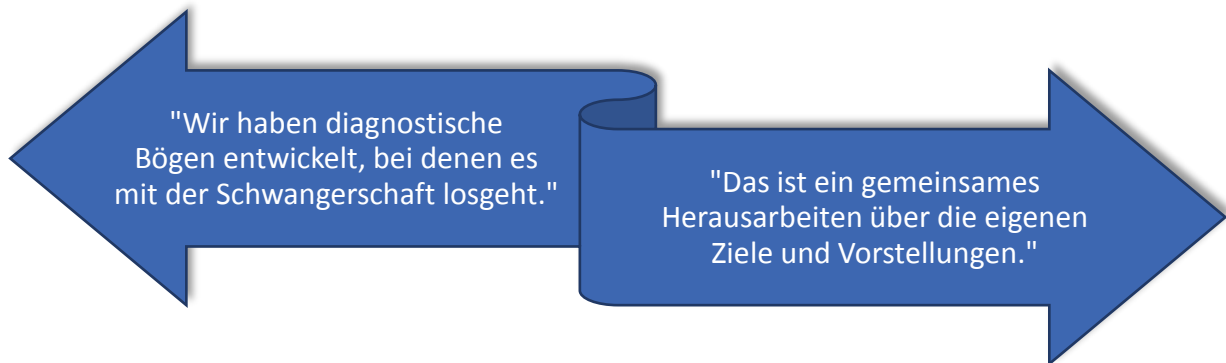 "Wir haben diagnostische
Bögen entwickelt, bei denen es
mit der Schwangerschaft losgeht."
"Das ist ein gemeinsames
Herausarbeiten über die eigenen
Ziele und Vorstellungen."